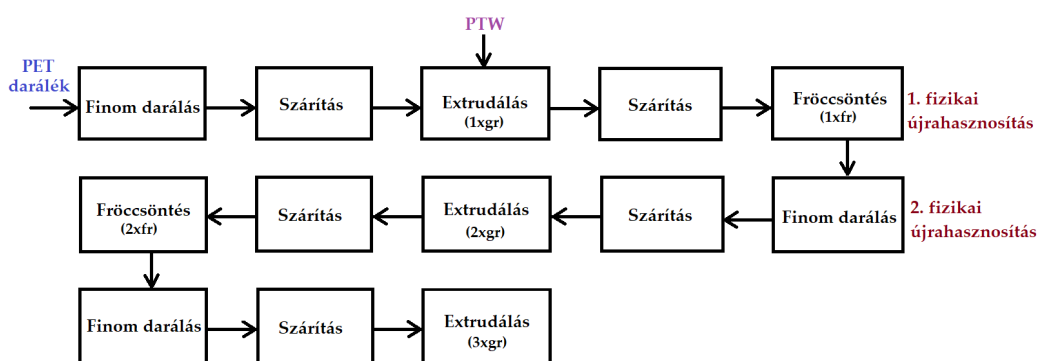 PTW
PET
darálék
Finom darálás
Szárítás
Extrudálás
(1xgr)
Szárítás
Fröccsöntés
(1xfr)
1. fizikai
újrahasznosítás
Fröccsöntés
(2xfr)
Szárítás
Extrudálás
(2xgr)
Szárítás
Finom darálás
2. fizikai
újrahasznosítás
Finom darálás
Szárítás
Extrudálás
(3xgr)